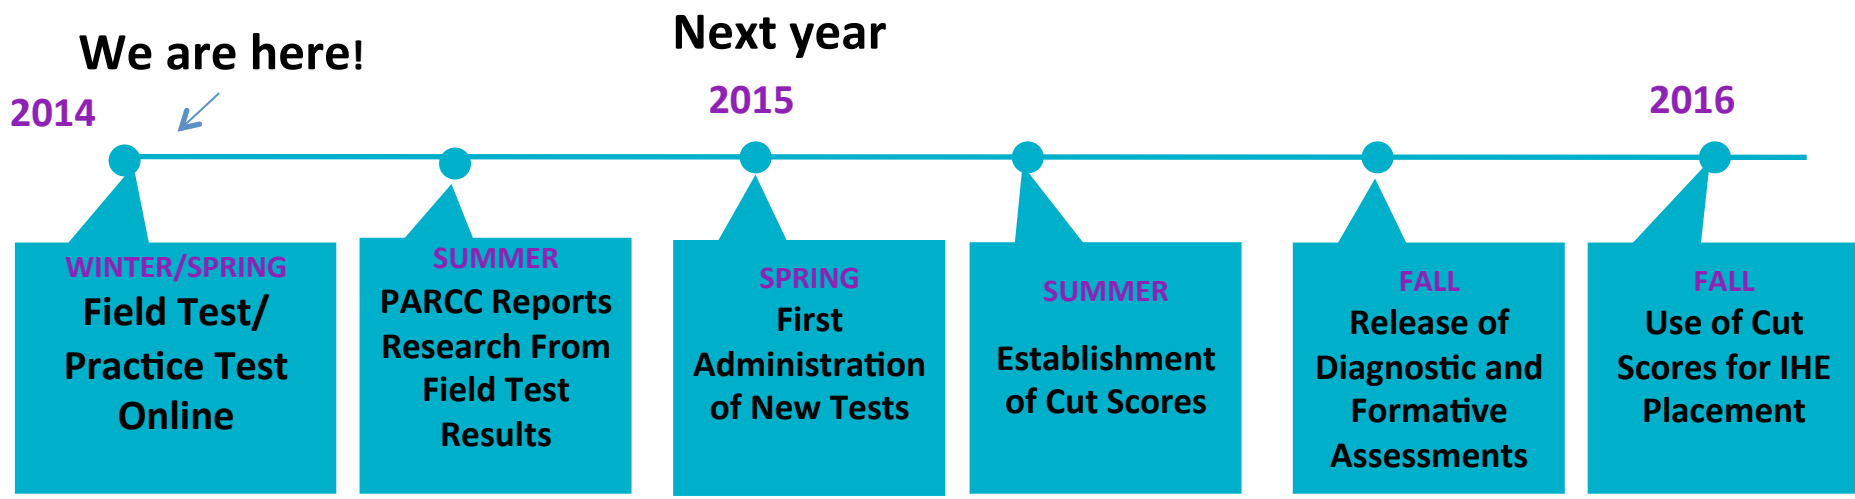 We are here!
Next year
2014
2015
2016
WINTER/SPRING
Field Test/
Practice Test
Online
SUMMER
PARCC Reports
Research From
Field Test
Results
SPRING
First
Administration
of New Tests
SUMMER
Establishment
of Cut Scores
FALL
Release of
Diagnostic and
Formative
Assessments
FALL
Use of Cut
Scores for IHE
Placement